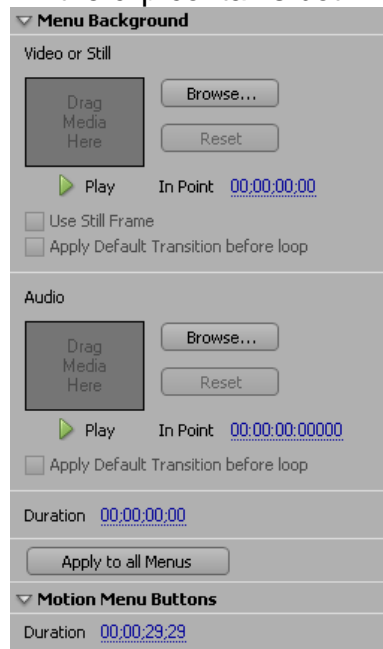 Menu Background
Video or Still
Drag
Media
Here
Browse...
Reset
Play In Point 00;00;00;00
Use Still Frame
Apply Default Transition before loop
Audio
Drag
Media
Here
Browse...
Reset
Play In Point 00:00:00:00000
Apply Default Transition before loop
Duration 00;00;00;00
Apply to all Menus
Motion Menu Buttons
Duration 00;00;29;29